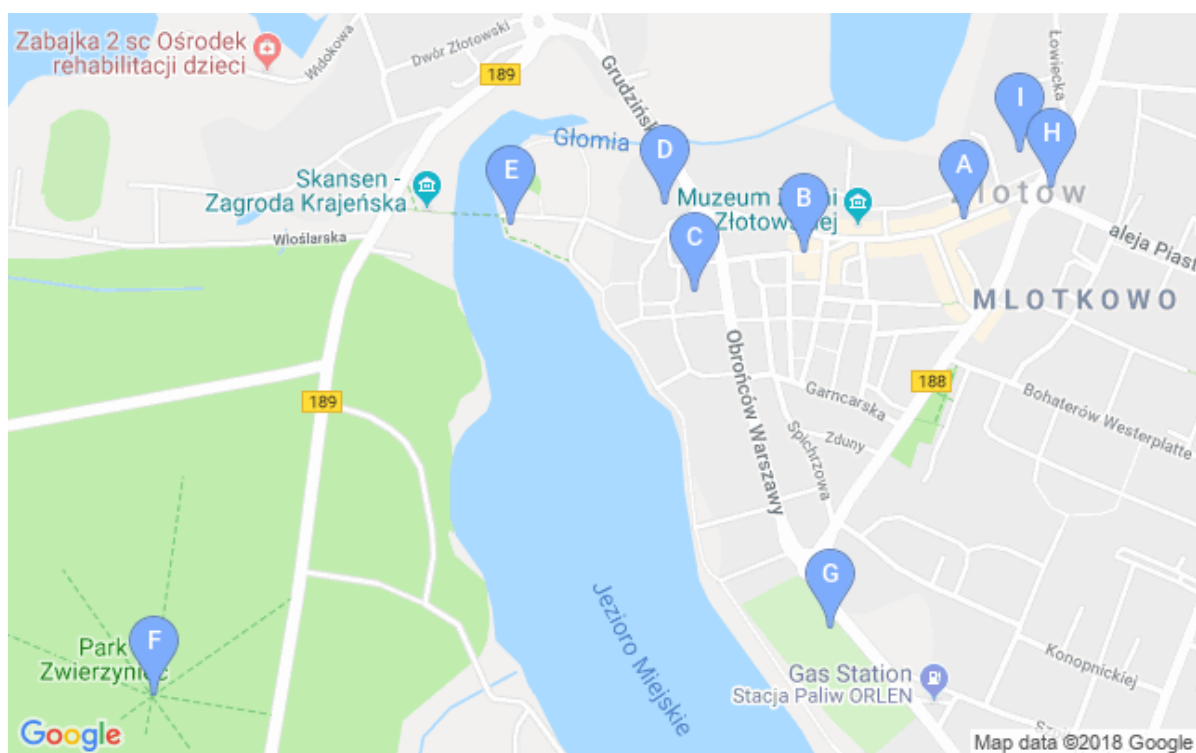 Zabajka 2 sc Ośrodek
rehabilitacji dzieci
Widokowa
Dwór Złotowski
189
Grudzińsk
Łowiecka
Głomia
I
H
D
A
E
B
Skansen -
Zagroda Krajeńska
Muzeum Z
Złotowskiej
Złotów
Wioślarska
C
aleja Piast
MLOTKOWO
Obrońców Warszawy
188
189
Garncarska
Bohaterów Westerplatte
Zduny
Spichrzowa
G
Jezioro Miejskie
F
Park
Zwierzyniec
Konopnickiej
Gas Station
Stacja Paliw ORLEN
Google
Map data ©2018 Google